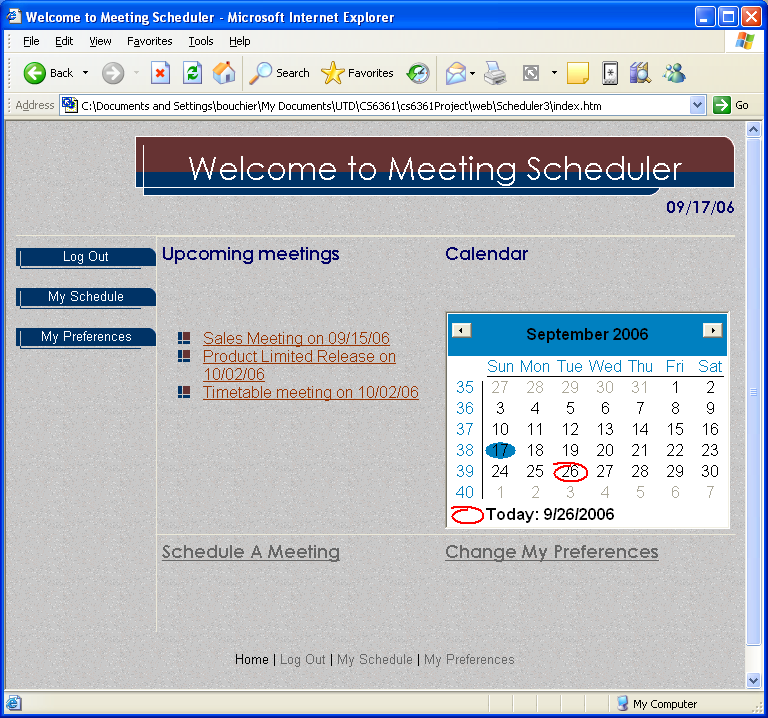 Welcome to Meeting Scheduler - Microsoft Internet Explorer
File Edit View Favorites Tools Help
Back Search Favorites
Address C:\Documents and Settings\bouchier\My Documents\UTD\CS6361\cs6361Project\web\Scheduler3\index.htm Go
Welcome to Meeting Scheduler
09/17/06
Log Out
My Schedule
My Preferences
Upcoming meetings
Sales Meeting on 09/15/06
Product Limited Release on
10/02/06
Timetable meeting on 10/02/06
Calendar
September 2006
Sun Mon Tue Wed Thu Fri Sat
35 27 28 29 30 31 1 2
36 3 4 5 6 7 8 9
37 10 11 12 13 14 15 16
38 17 18 19 20 21 22 23
39 24 25 26 27 28 29 30
40 1 2 3 4 5 6 7
Today: 9/26/2006
Schedule A Meeting
Change My Preferences
Home | Log Out | My Schedule | My Preferences
My Computer